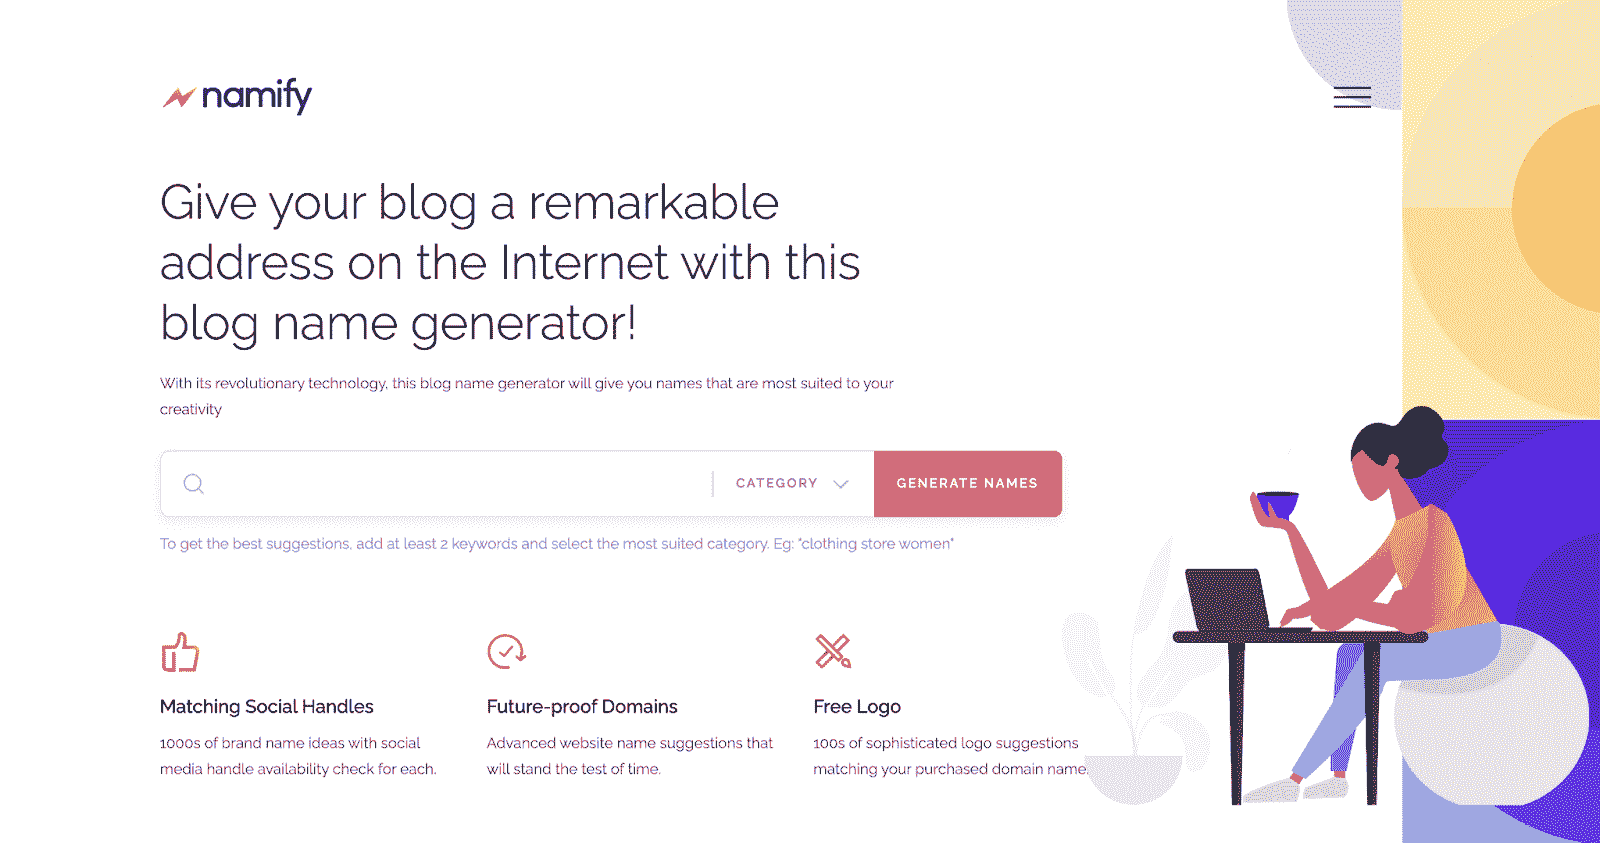 namify
Give your blog a remarkable
address on the Internet with this
blog name generator!
With its revolutionary technology, this blog name generator will give you names that are most suited to your
creativity
CATEGORY
GENERATE NAMES
To get the best suggestions, add at least 2 keywords and select the most suited category. Eg: "clothing store women"
Matching Social Handles
1000s of brand name ideas with social
media handle availability check for each.
Future-proof Domains
Advanced website name suggestions that
will stand the test of time.
Free Logo
100s of sophisticated logo suggestions
matching your purchased domain name.